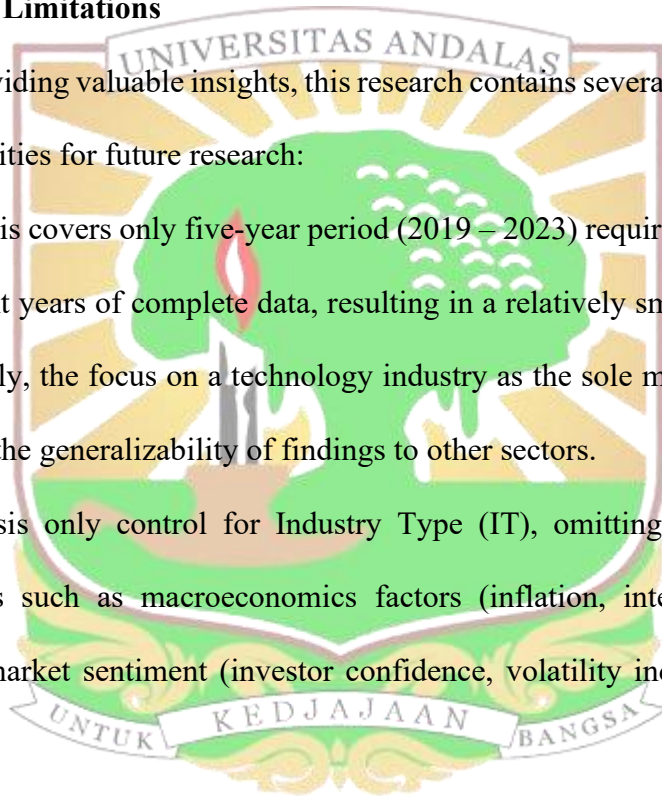 Limitations
UNIVERSITAS ANDALAS
viding valuable insights, this research contains severa
ities for future research:
is covers only five-year period (2019 – 2023) requir
t years of complete data, resulting in a relatively sm
ly, the focus on a technology industry as the sole m
the generalizability of findings to other sectors.
sis only control for Industry Type (IT), omitting
s such as macroeconomics factors (inflation, inte
market sentiment (investor confidence, volatility ind
UNTUK KEDJAJAAN BANGSA